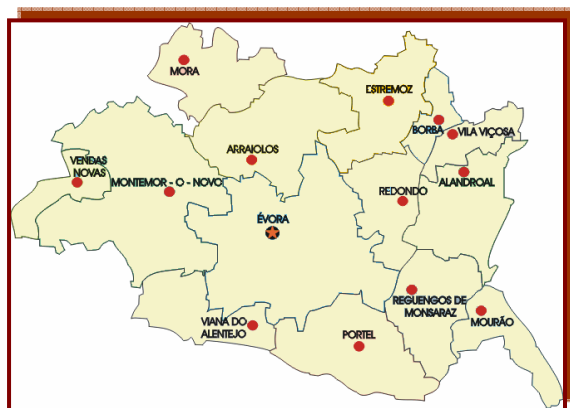 MORA
ESTREMOZ
BORBA
VILA VIÇOSA
ARRAIOLOS
VENDAS
NOVAS
MONTEMOR - O - NOVO
REDONDO
ALANDROAL
ÉVORA
REGUENGOS DE
MONSARAZ
VIANA DO
ALENTEJO
PORTEL
MOURÃO